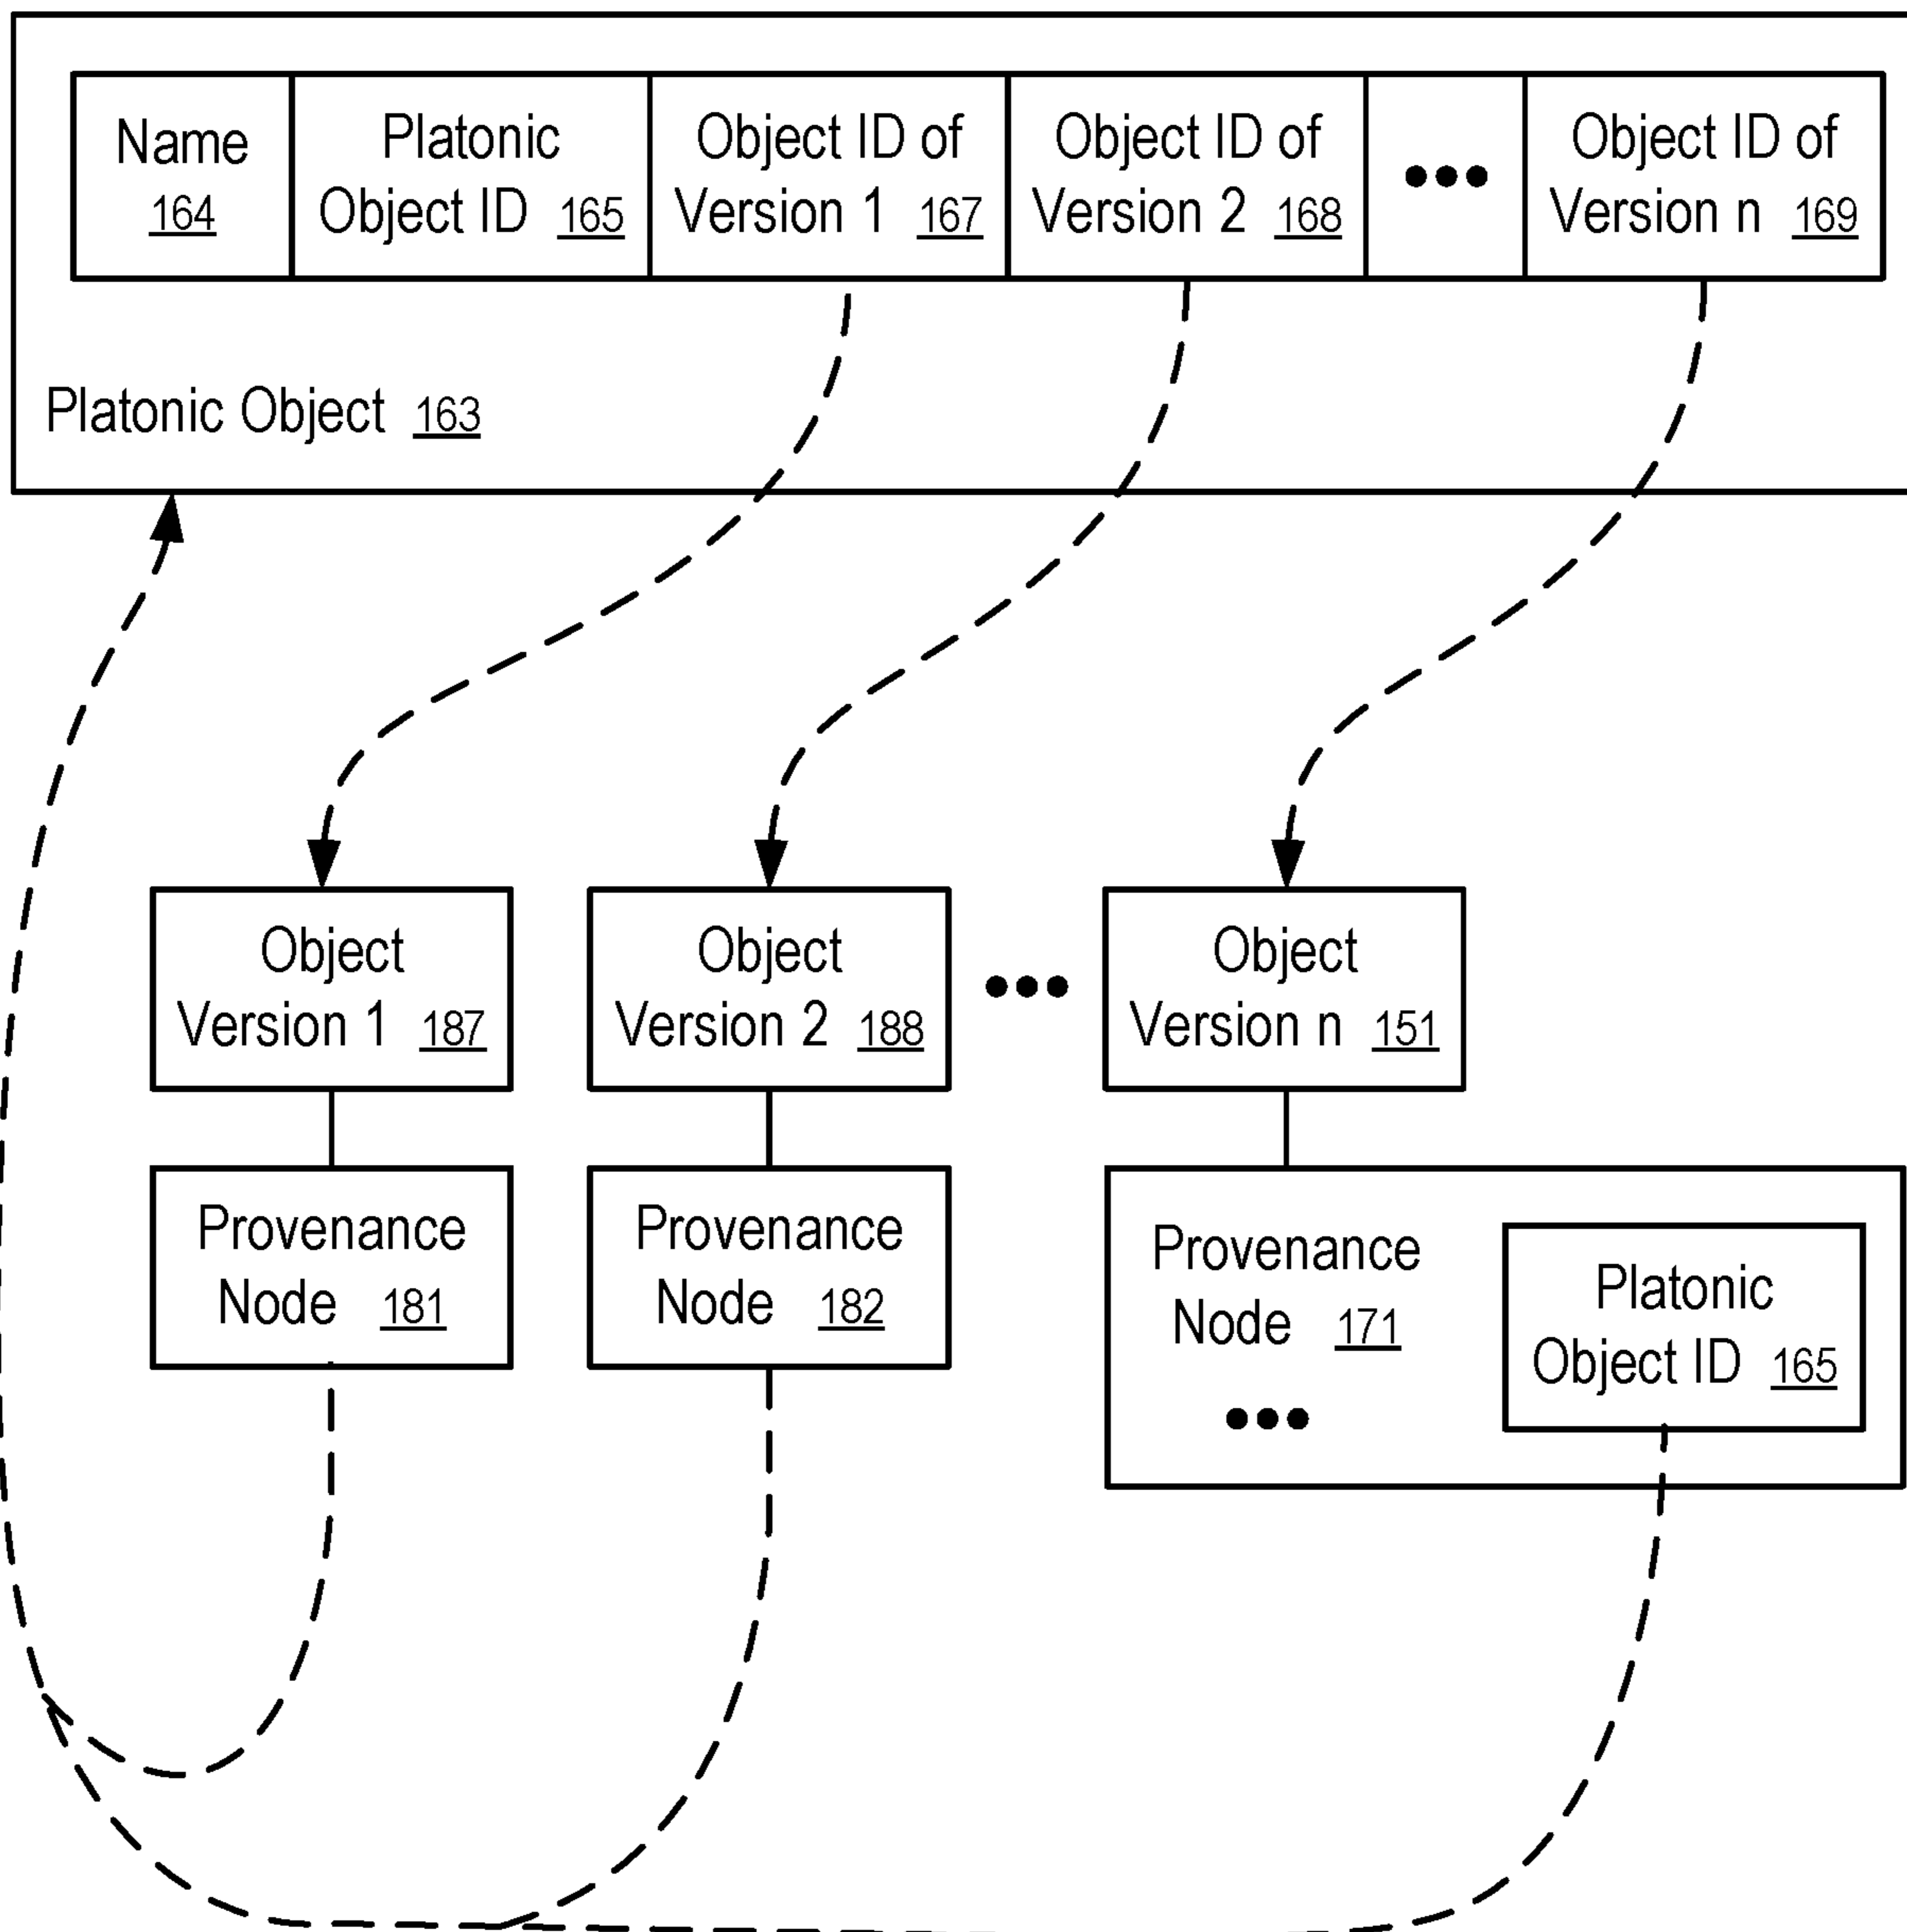 Name
164
Platonic
Object ID 165
Object ID of
Version 1 167
Object ID of
Version 2 168
•••
Object ID of
Version n 169
Platonic Object 163
Object
Version 1 187
Object
Version 2 188
•••
Object
Version n 151
Provenance
Node 181
Provenance
Node 182
Provenance
Node 171
•••
Platonic
Object ID 165